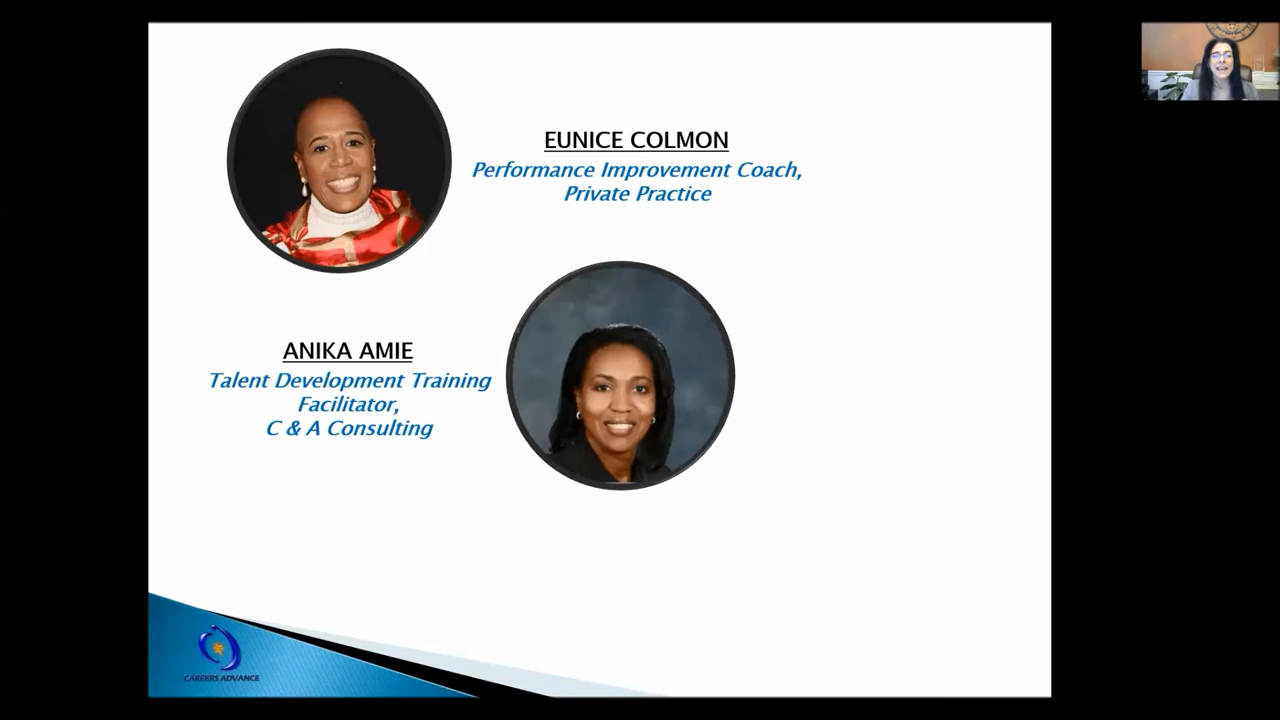 EUNICE COLMON
Performance Improvement Coach,
Private Practice
ANIKA AMIE
Talent Development Training
Facilitator,
C & A Consulting
CAREERS ADVANCE